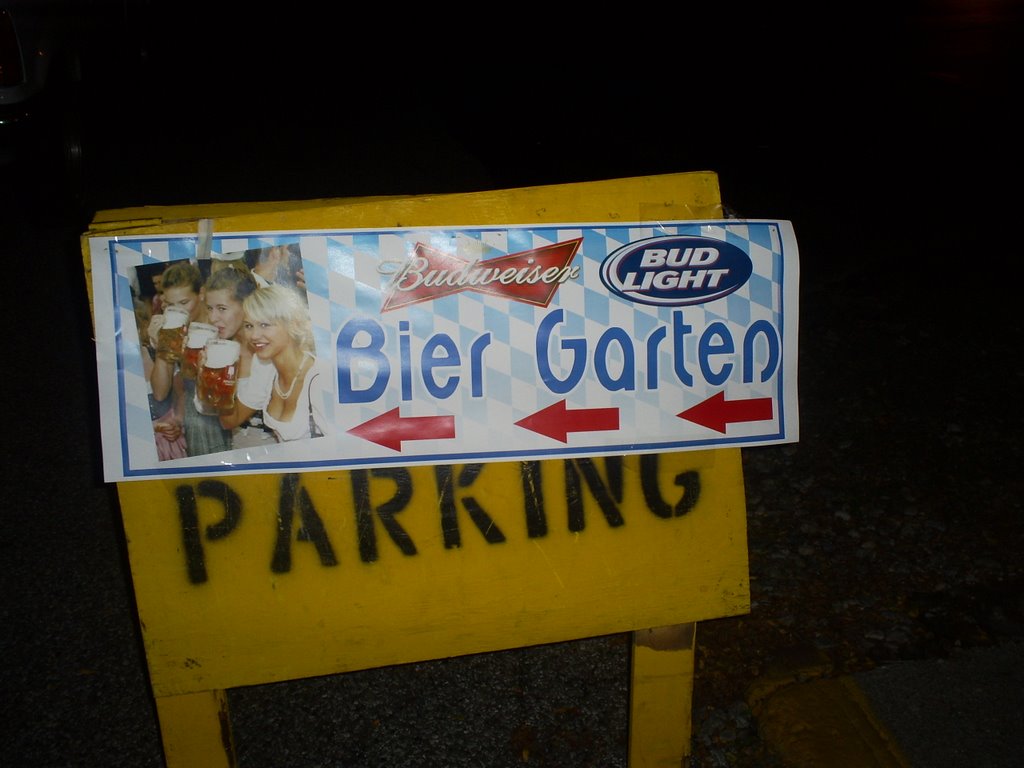 Budweiser
BUD
LIGHT
Bier Garten
PARKING